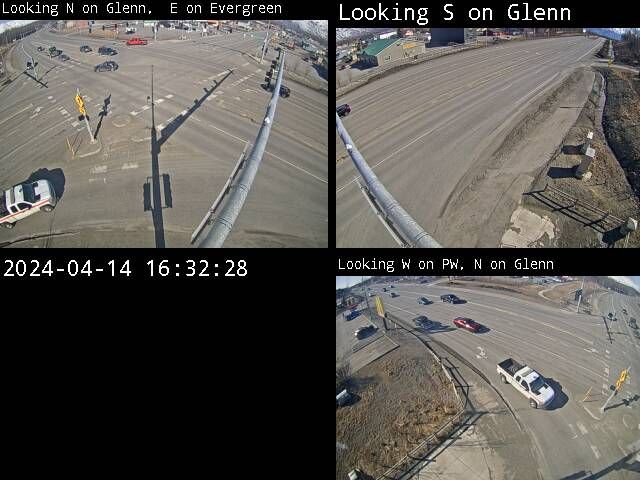 Looking N on Glenn,  E on Evergreen
Looking S on Glenn
2024-04-14 16:32:28
Looking W on PW, N on Glenn